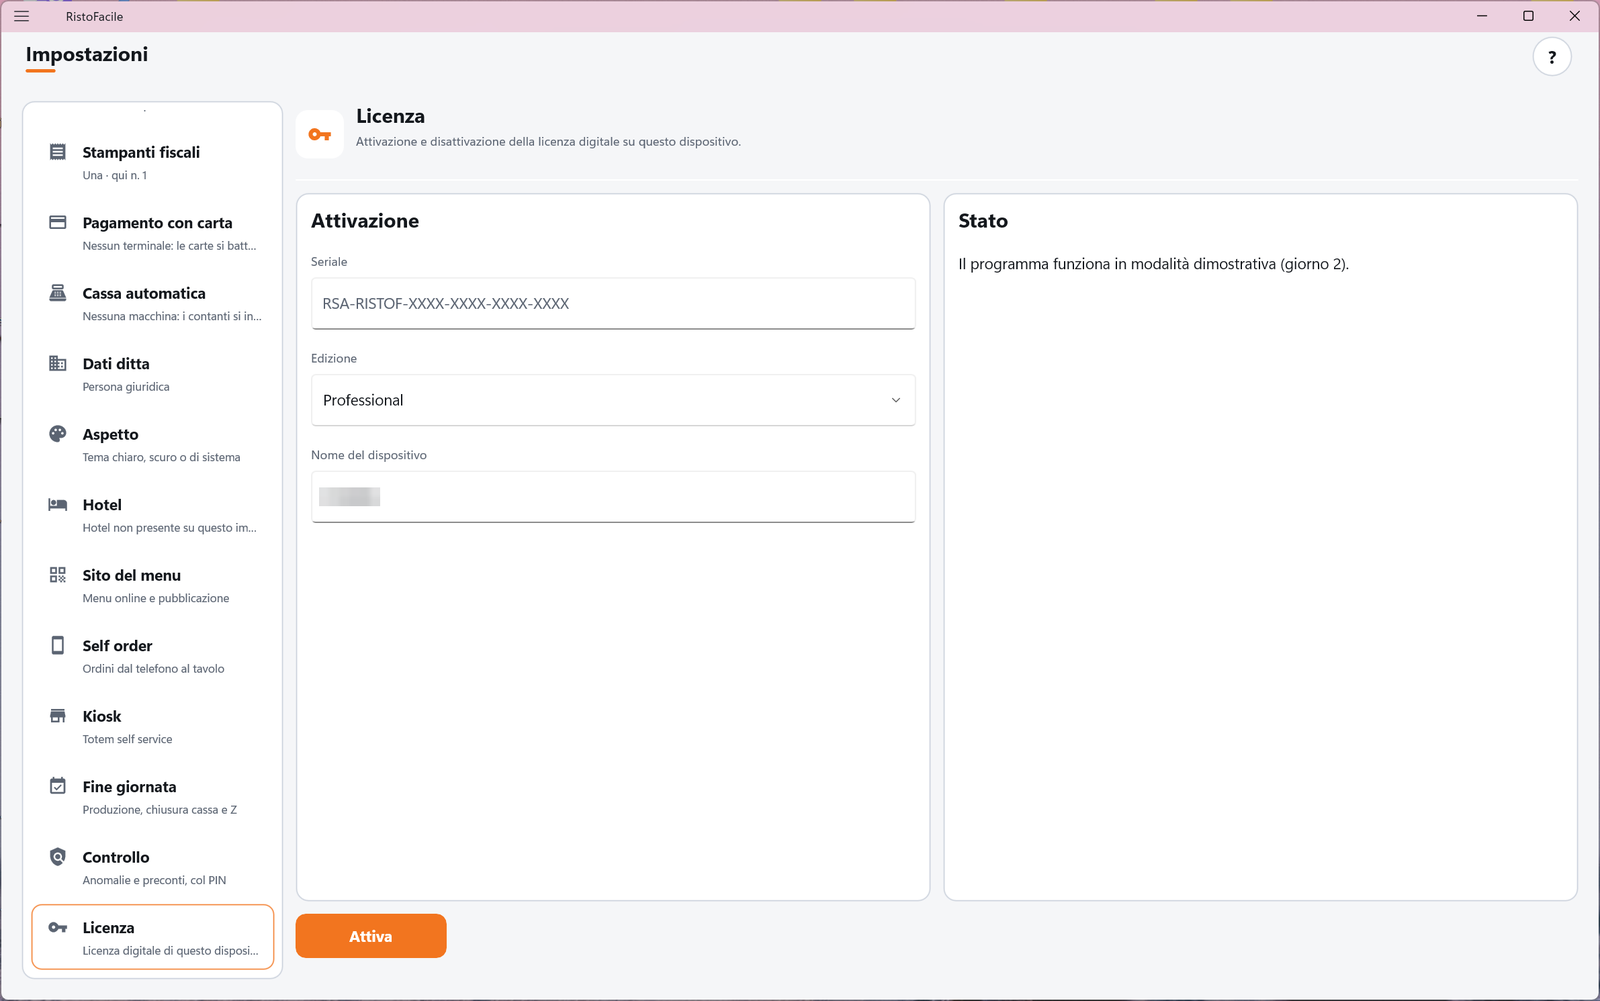 RistoFacile
Impostazioni
?
Stampanti fiscali
Una · qui n. 1
Pagamento con carta
Nessun terminale: le carte si batt...
Cassa automatica
Nessuna macchina: i contanti si in...
Dati ditta
Persona giuridica
Aspetto
Tema chiaro, scuro o di sistema
Hotel
Hotel non presente su questo im...
Sito del menu
Menu online e pubblicazione
Self order
Ordini dal telefono al tavolo
Kiosk
Totem self service
Fine giornata
Produzione, chiusura cassa e Z
Controllo
Anomalie e preconti, col PIN
Licenza
Licenza digitale di questo disposi...
Licenza
Attivazione e disattivazione della licenza digitale su questo dispositivo.
Attivazione
Seriale
RSA-RISTOF-XXXX-XXXX-XXXX-XXXX
Edizione
Professional
Nome del dispositivo
Attiva
Stato
Il programma funziona in modalità dimostrativa (giorno 2).